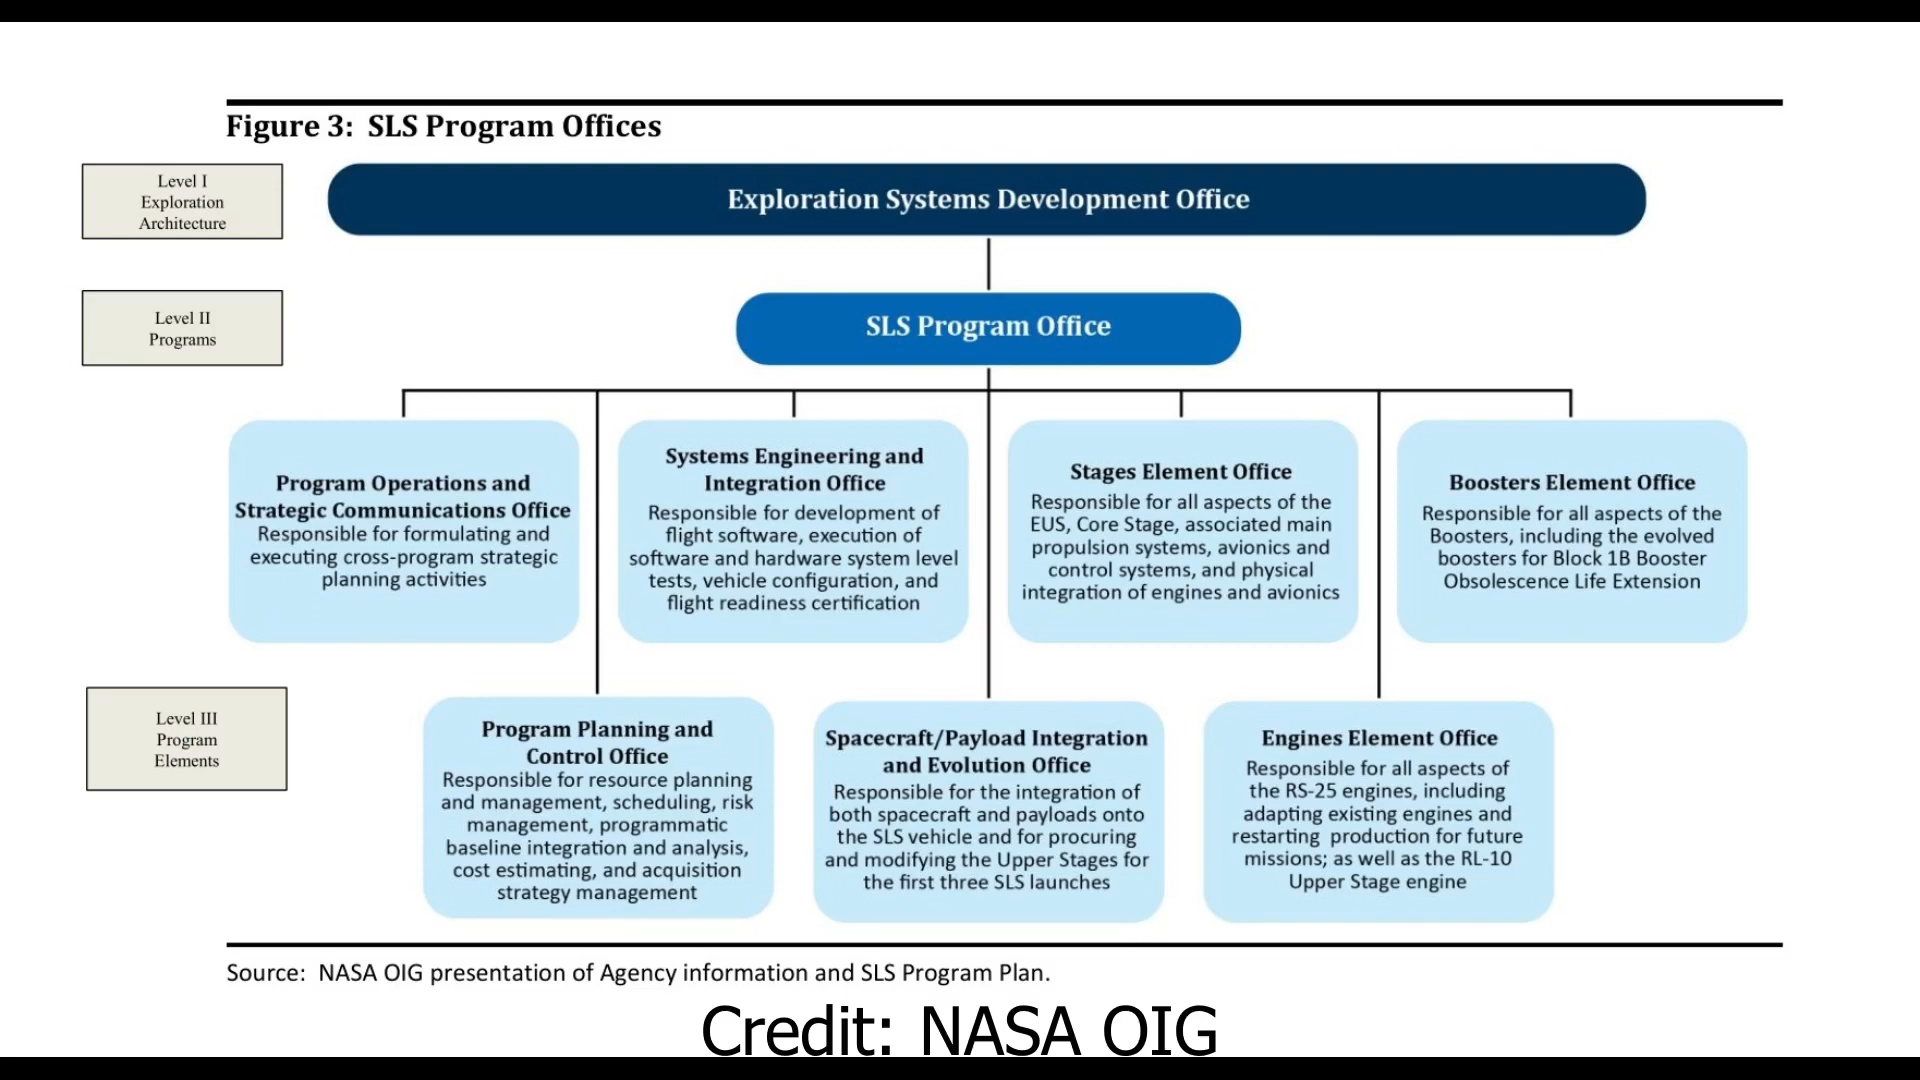 Figure 3:  SLS Program Offices
Level I
Exploration
Architecture
Exploration Systems Development Office
Level II
Programs
SLS Program Office
Program Operations and
Strategic Communications Office
Responsible for formulating and
executing cross-program strategic
planning activities
Systems Engineering and
Integration Office
Responsible for development of
flight software, execution of
software and hardware system level
tests, vehicle configuration, and
flight readiness certification
Stages Element Office
Responsible for all aspects of the
EUS, Core Stage, associated main
propulsion systems, avionics and
control systems, and physical
integration of engines and avionics
Boosters Element Office
Responsible for all aspects of the
Boosters, including the evolved
boosters for Block 1B Booster
Obsolescence Life Extension
Level III
Program
Elements
Program Planning and
Control Office
Responsible for resource planning
and management, scheduling, risk
management, programmatic
baseline integration and analysis,
cost estimating, and acquisition
strategy management
Spacecraft/Payload Integration
and Evolution Office
Responsible for the integration of
both spacecraft and payloads onto
the SLS vehicle and for procuring
and modifying the Upper Stages for
the first three SLS launches
Engines Element Office
Responsible for all aspects of
the RS-25 engines, including
adapting existing engines and
restarting production for future
missions; as well as the RL-10
Upper Stage engine
Source:  NASA OIG presentation of Agency information and SLS Program Plan.
Credit: NASA OIG